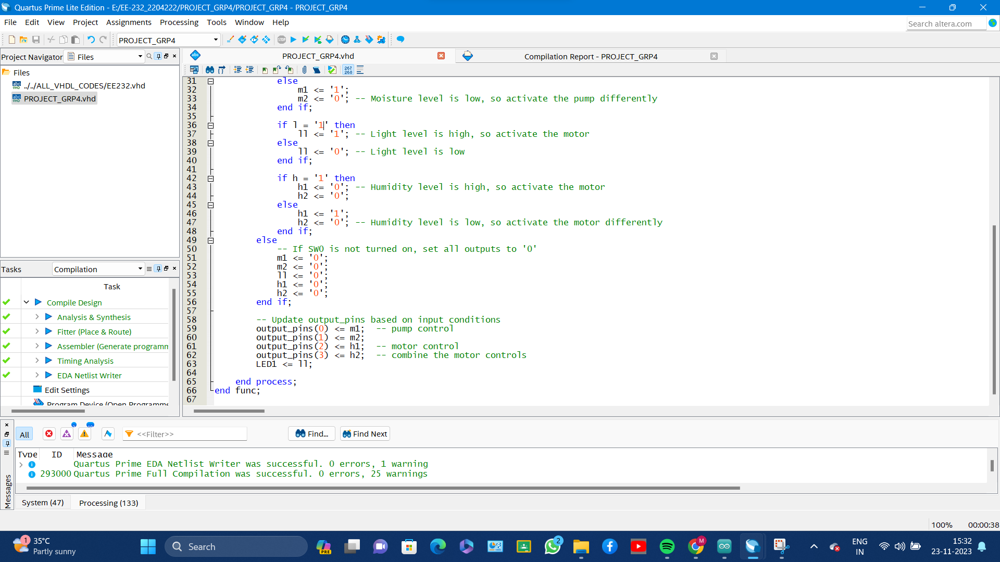 Quartus Prime Lite Edition - E:/EE-232_2204222/PROJECT_GRP4/PROJECT_GRP4 - PROJECT_GRP4
File Edit View Project Assignments Processing Tools Window Help
Search altera.com
PROJECT_GRP4
Project Navigator Files
PROJECT_GRP4.vhd
Compilation Report - PROJECT_GRP4
Files
../../ALL_VHDL_CODES/EE232.vhd
PROJECT_GRP4.vhd
267
268
31 else
32 m1 <= '1';
33 m2 <= '0'; -- Moisture level is low, so activate the pump differently
34 end if;
35
36 if l = '1' then
37 ll <= '1'; -- Light level is high, so activate the motor
38 else
39 ll <= '0'; -- Light level is low
40 end if;
41
42 if h = '1' then
43 h1 <= '0'; -- Humidity level is high, so activate the motor
44 h2 <= '0';
45 else
46 h1 <= '1';
47 h2 <= '0'; -- Humidity level is low, so activate the motor differently
48 end if;
49 else
50 -- If SW0 is not turned on, set all outputs to '0'
51 m1 <= '0';
52 m2 <= '0';
53 ll <= '0';
54 h1 <= '0';
55 h2 <= '0';
56 end if;
57
58 -- Update output_pins based on input conditions
59 output_pins(0) <= m1; -- pump control
60 output_pins(1) <= m2;
61 output_pins(2) <= h1; -- motor control
62 output_pins(3) <= h2; -- combine the motor controls
63 LED1 <= ll;
64
65 end process;
66 end func;
67
Tasks Compilation
Task
Compile Design
Analysis & Synthesis
Fitter (Place & Route)
Assembler (Generate programm
Timing Analysis
EDA Netlist Writer
Edit Settings
Program Device (Open Programme
All
<<Filter>>
Find...
Find Next
Type ID Message
Quartus Prime EDA Netlist Writer was successful. 0 errors, 1 warning
293000 Quartus Prime Full Compilation was successful. 0 errors, 25 warnings
Messages
System (47)
Processing (133)
100% 00:00:38
1
35°C
Partly sunny
Search
PRE
2
M
ENG
IN
15:32
23-11-2023